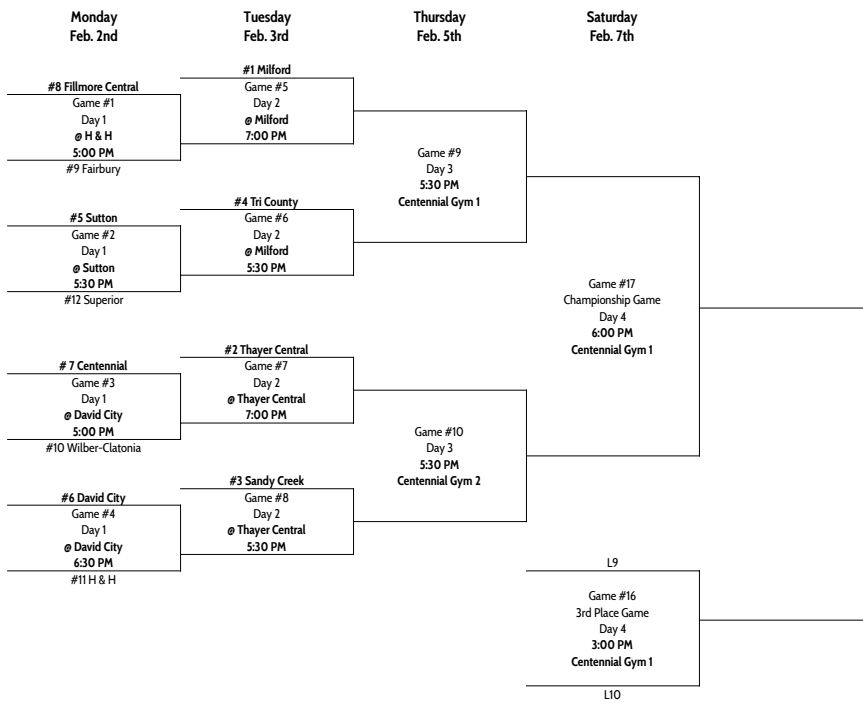 Monday
Feb. 2nd
Tuesday
Feb. 3rd
Thursday
Feb. 5th
Saturday
Feb. 7th
#8 Fillmore Central
Game #1
Day 1
@ H & H
5:00 PM
#9 Fairbury
#5 Sutton
Game #2
Day 1
@ Sutton
5:30 PM
#12 Superior
# 7 Centennial
Game #3
Day 1
@ David City
5:00 PM
#10 Wilber-Clatonia
#6 David City
Game #4
Day 1
@ David City
6:30 PM
#11 H & H
#1 Milford
Game #5
Day 2
@ Milford
7:00 PM
#4 Tri County
Game #6
Day 2
@ Milford
5:30 PM
#2 Thayer Central
Game #7
Day 2
@ Thayer Central
7:00 PM
#3 Sandy Creek
Game #8
Day 2
@ Thayer Central
5:30 PM
Game #9
Day 3
5:30 PM
Centennial Gym 1
Game #10
Day 3
5:30 PM
Centennial Gym 2
Game #17
Championship Game
Day 4
6:00 PM
Centennial Gym 1
L9
Game #16
3rd Place Game
Day 4
3:00 PM
Centennial Gym 1
L10